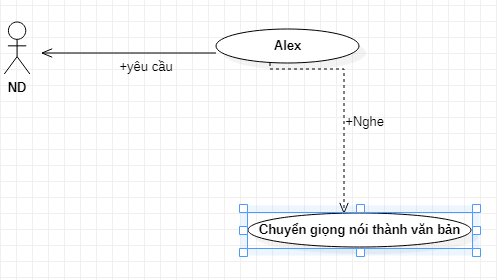 Alex
+yêu cầu
ND
+Nghe
Chuyển giọng nói thành văn bản